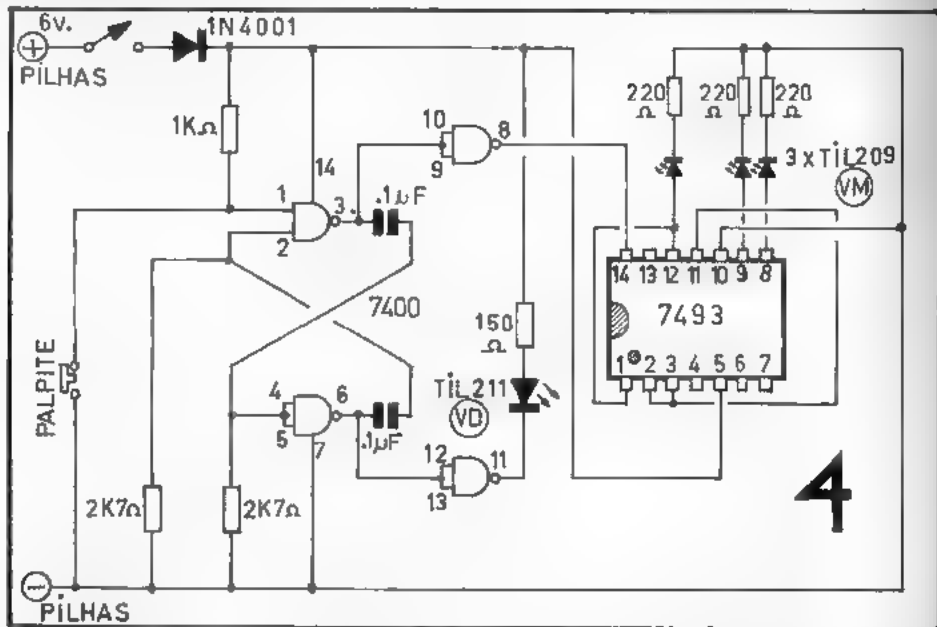 6v.
1N4001
+
PILHAS
1KΩ
14
1
2
3
.1µF
10
9
8
220
Ω
220
Ω
220
Ω
3xTiL209
VM
7400
150
Ω
TiL211
VD
14 13 12 11 10 9 8
7493
1 2 3 4 5 6 7
PALPITE
4
5
6
7
.1µF
12
13
11
2K7Ω
2K7Ω
4
−
PiLHAS